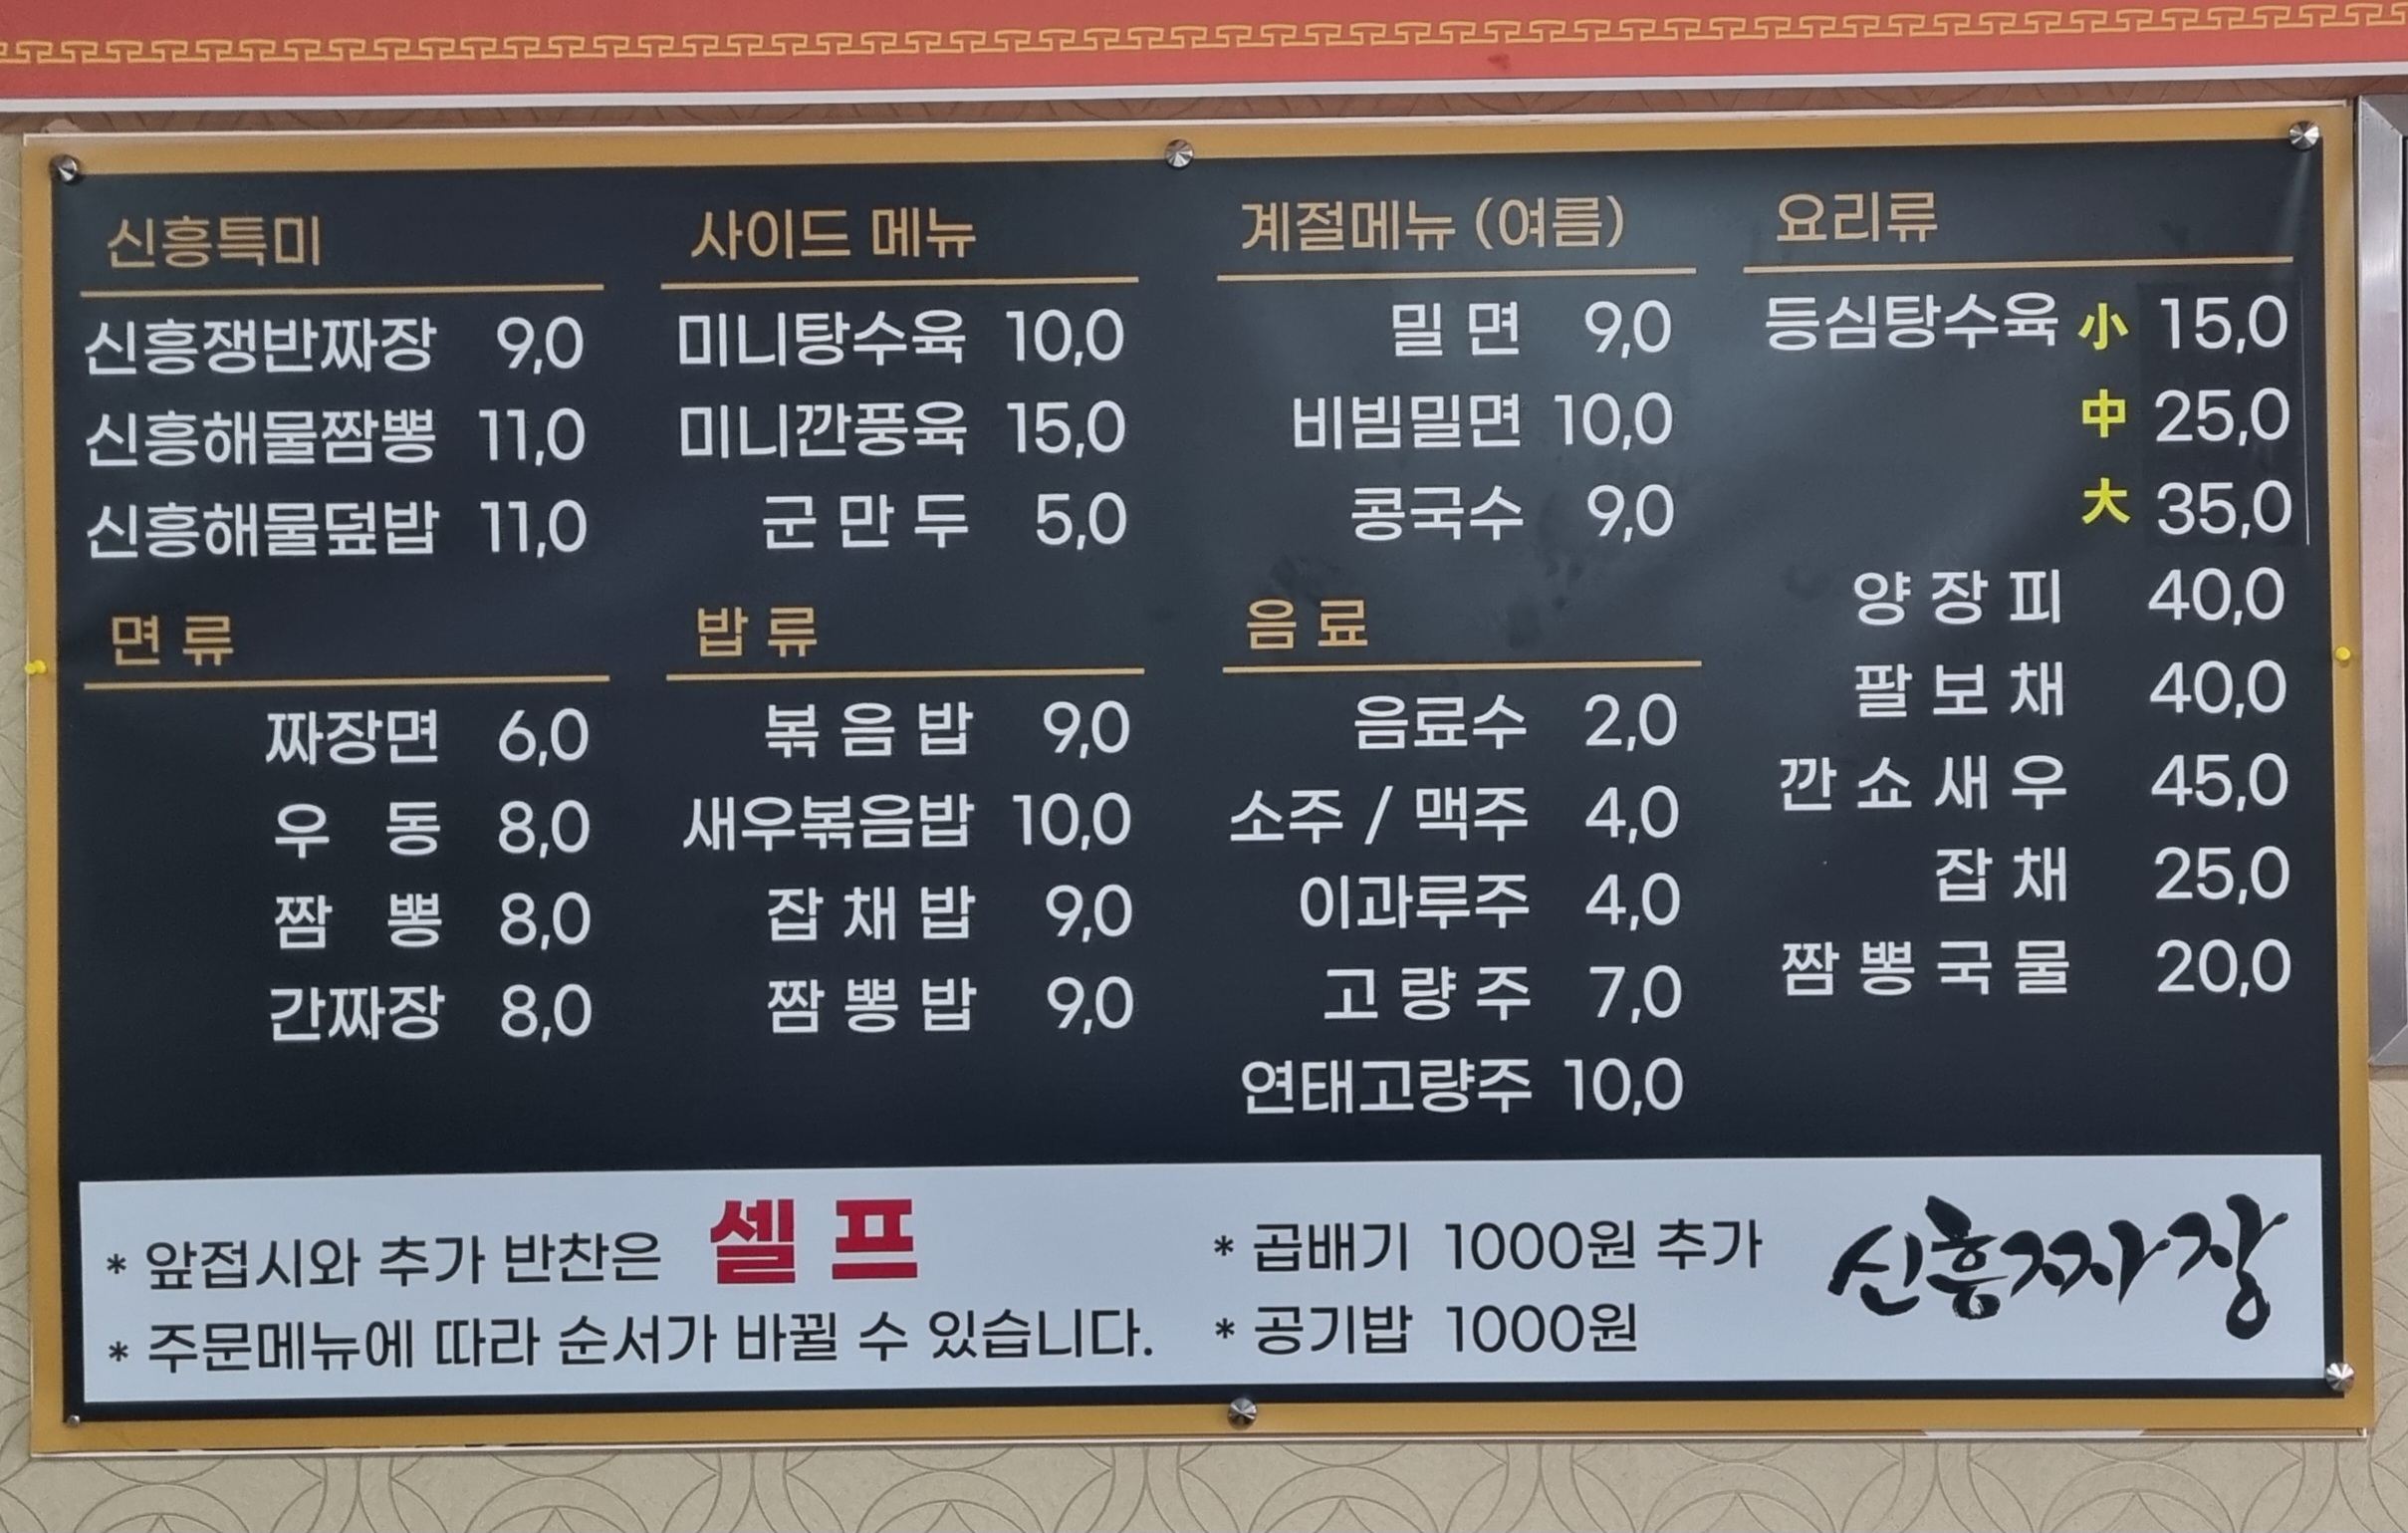 신흥특미
신흥쟁반짜장 9,0
신흥해물짬뽕 11,0
신흥해물덮밥 11,0
면 류
짜장면 6,0
우 동 8,0
짬 뽕 8,0
간짜장 8,0
사이드 메뉴
미니탕수육 10,0
미니깐풍육 15,0
군 만 두 5,0
밥 류
볶 음 밥 9,0
새우볶음밥 10,0
잡 채 밥 9,0
짬 뽕 밥 9,0
계절메뉴 (여름)
밀 면 9,0
비빔밀면 10,0
콩국수 9,0
음 료
음료수 2,0
소주 / 맥주 4,0
이과루주 4,0
고 량 주 7,0
연태고량주 10,0
요리류
등심탕수육 小 15,0
中 25,0
大 35,0
양 장 피 40,0
팔 보 채 40,0
깐 쇼 새 우 45,0
잡 채 25,0
짬 뽕 국 물 20,0
* 앞접시와 추가 반찬은 셀 프
* 주문메뉴에 따라 순서가 바뀔 수 있습니다.
* 곱배기 1000원 추가
* 공기밥 1000원
신흥짜장